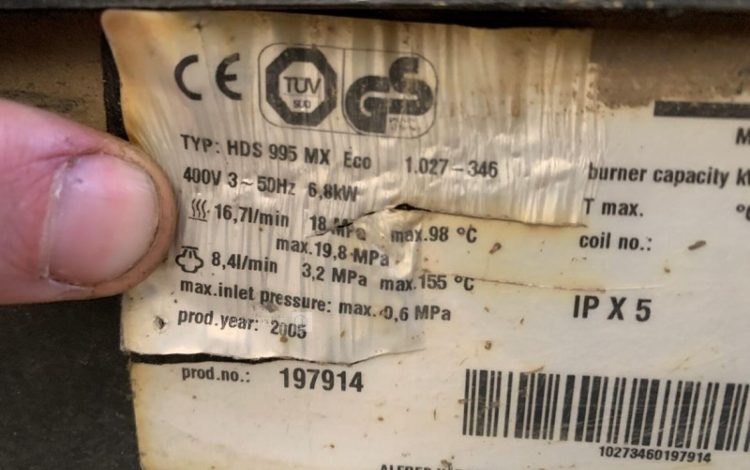 CE TÜV SÜD GS
TYP: HDS 995 MX Eco 1.027-346
400V 3~50Hz 6,8kW
16,7l/min 18 MPa max.98 °C
max.19,8 MPa
8,4l/min 3,2 MPa max.155 °C
max.inlet pressure: max. 0,6 MPa
prod.year: 2005
prod.no.: 197914
burner capacity
T max.
coil no.:
IP X 5
10273460197914
ALFRED